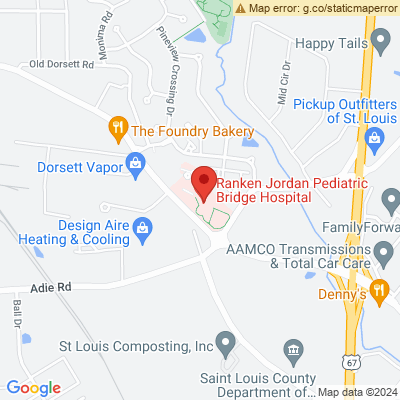 Map error: g.co/staticmaperror
Monuma Rd
Pineview Crossing Dr
Old Dorsett Rd
Happy Tails
Mid Cir Dr
Pickup Outfitters
of St. Louis
The Foundry Bakery
Dorsett Vapor
Ranken Jordan Pediatric
Bridge Hospital
Design Aire
Heating & Cooling
FamilyForwa
AAMCO Transmissions
& Total Car Care
Adie Rd
Denny's
Ball Dr
St Louis Composting, Inc
67
Saint Louis County
Department of...
Google
Map data ©2024